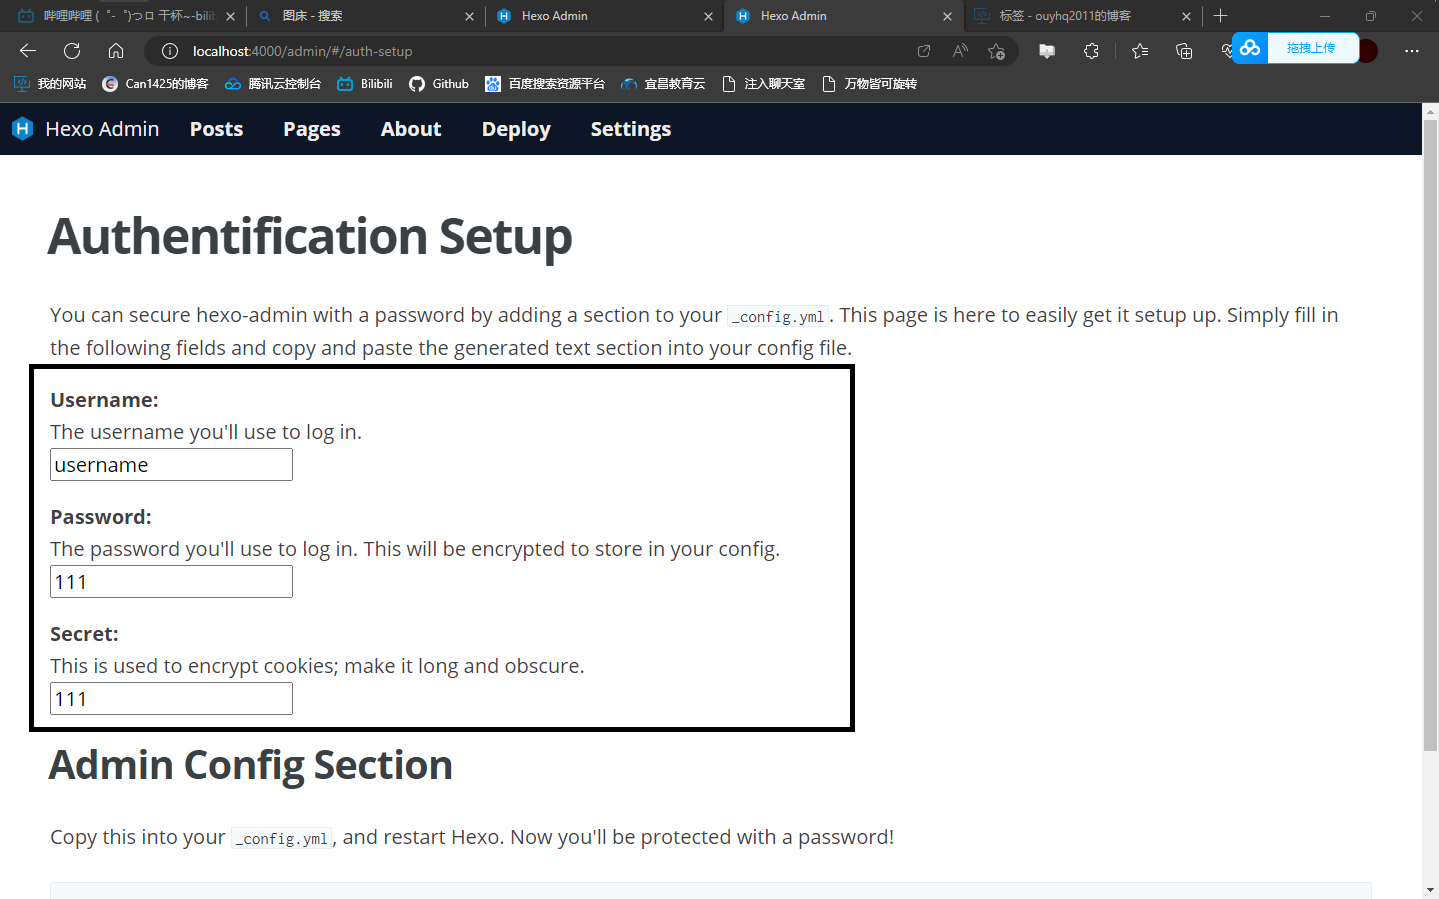 哔哩哔哩 (゜-゜)つロ 干杯~-bilib
图床 - 搜索
Hexo Admin
Hexo Admin
标签 - ouyhq2011的博客
localhost:4000/admin/#/auth-setup
拖拽上传
我的网站
Can1425的博客
腾讯云控制台
Bilibili
Github
百度搜索资源平台
宜昌教育云
注入聊天室
万物皆可旋转
Hexo Admin
Posts
Pages
About
Deploy
Settings
Authentification Setup
You can secure hexo-admin with a password by adding a section to your _config.yml. This page is here to easily get it setup up. Simply fill in
the following fields and copy and paste the generated text section into your config file.
Username:
The username you'll use to log in.
username
Password:
The password you'll use to log in. This will be encrypted to store in your config.
111
Secret:
This is used to encrypt cookies; make it long and obscure.
111
Admin Config Section
Copy this into your _config.yml, and restart Hexo. Now you'll be protected with a password!